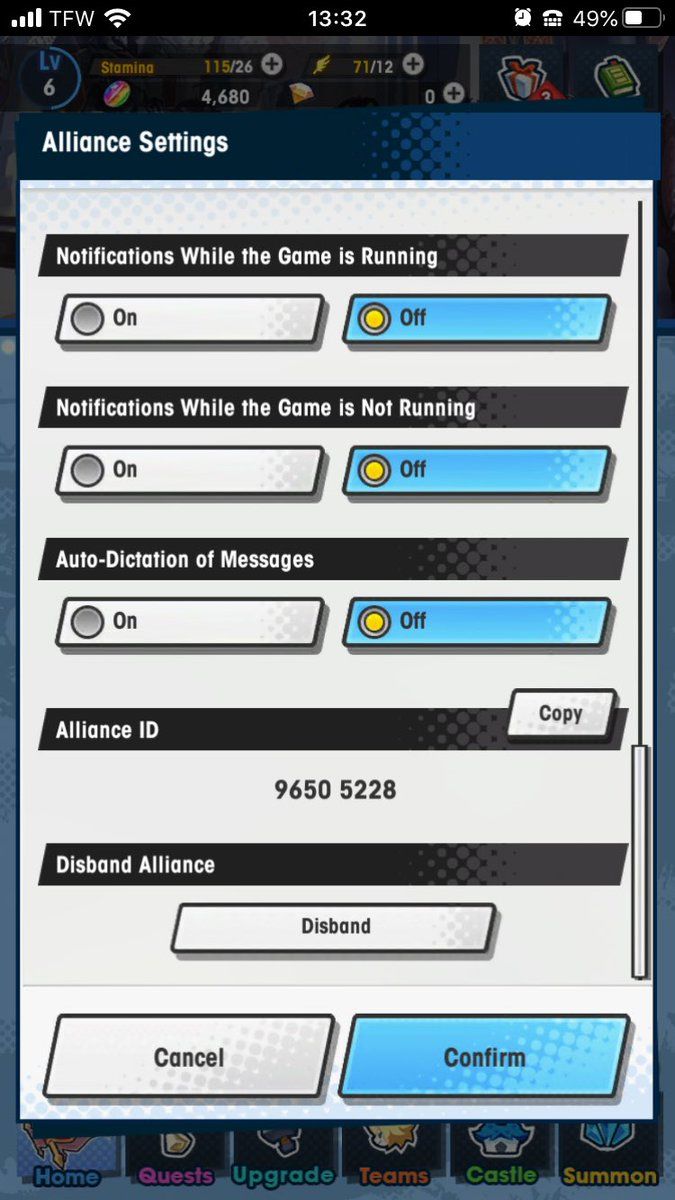 TFW 13:32 49%
Lv
6
Stamina 115/26 71/12
4,680 0
3
Alliance Settings
Notifications While the Game is Running
On Off
Notifications While the Game is Not Running
On Off
Auto-Dictation of Messages
On Off
Copy
Alliance ID
9650 5228
Disband Alliance
Disband
Cancel Confirm
Home Quests Upgrade Teams Castle Summon